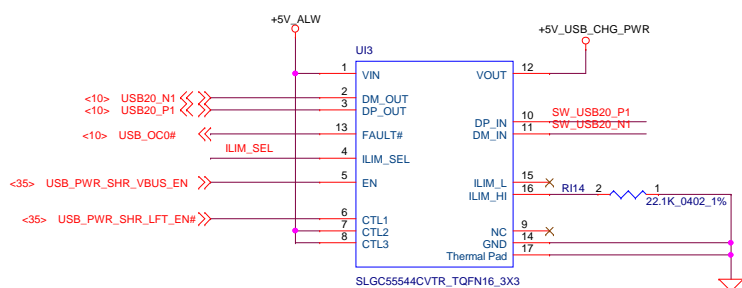 +5V_ALW
+5V_USB_CHG_PWR
UI3
1 VIN VOUT 12
<10> USB20_N1 2 DM_OUT
<10> USB20_P1 3 DP_OUT
DP_IN 10 SW_USB20_P1
DM_IN 11 SW_USB20_N1
<10> USB_OC0# 13 FAULT#
ILIM_SEL 4 ILIM_SEL
<35> USB_PWR_SHR_VBUS_EN 5 EN
ILIM_L 15
ILIM_HI 16 RI14 2 1
22.1K_0402_1%
<35> USB_PWR_SHR_LFT_EN# 6 CTL1
7 CTL2 NC 9
8 CTL3 GND 14
Thermal Pad 17
SLGC55544CVTR_TQFN16_3X3